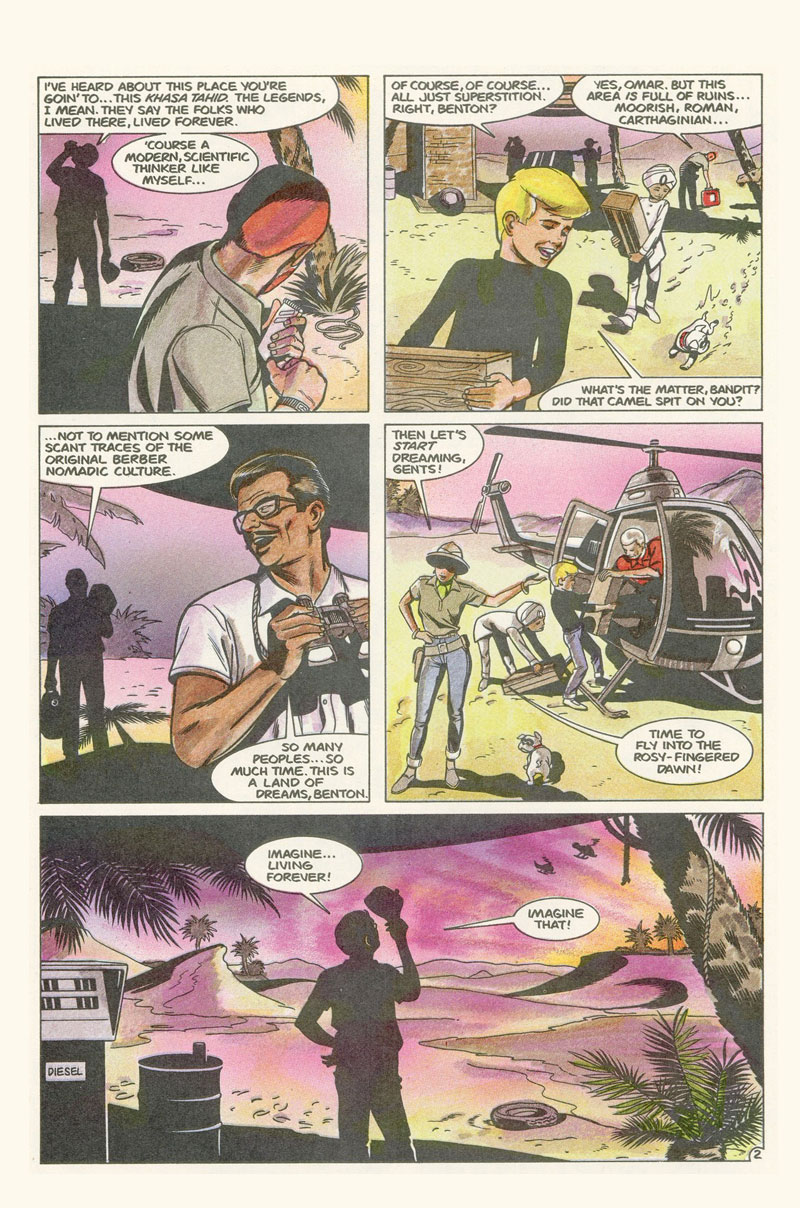 I'VE HEARD ABOUT THIS PLACE YOU'RE
GOIN' TO... THIS KHASA TAHID. THE LEGENDS,
I MEAN. THEY SAY THE FOLKS WHO
LIVED THERE, LIVED FOREVER.
'COURSE A
MODERN, SCIENTIFIC
THINKER LIKE
MYSELF...
OF COURSE, OF COURSE...
ALL JUST SUPERSTITION.
RIGHT, BENTON?
YES, OMAR. BUT THIS
AREA IS FULL OF RUINS...
MOORISH, ROMAN,
CARTHAGINIAN...
WHAT'S THE MATTER, BANDIT?
DID THAT CAMEL SPIT ON YOU?
...NOT TO MENTION SOME
SCANT TRACES OF THE
ORIGINAL BERBER
NOMADIC CULTURE.
SO MANY
PEOPLES... SO
MUCH TIME. THIS IS
A LAND OF
DREAMS, BENTON.
THEN LET'S
START
DREAMING,
GENTS!
TIME TO
FLY INTO THE
ROSY-FINGERED
DAWN!
IMAGINE...
LIVING
FOREVER!
IMAGINE
THAT!
DIESEL
2